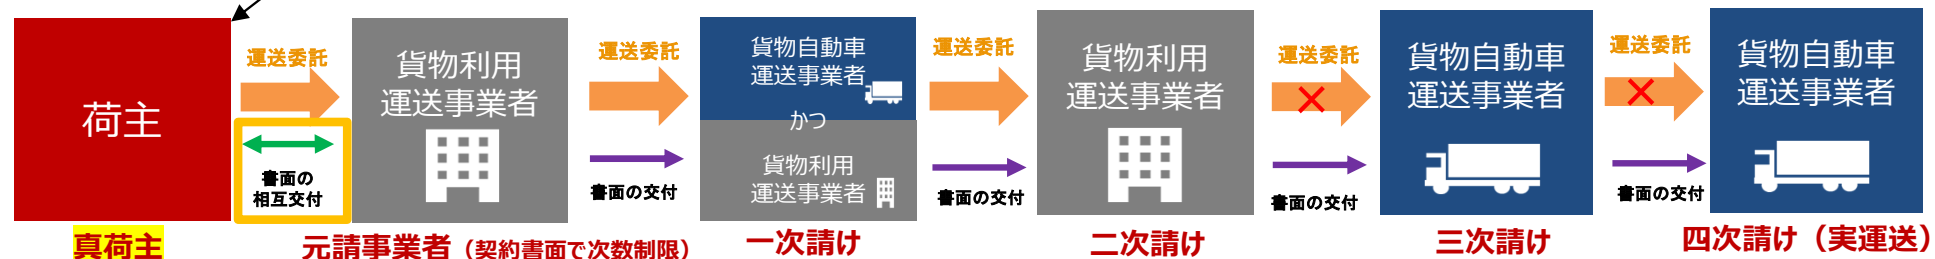 荷主
真荷主
運送委託
書面の
相互交付
貨物利用
運送事業者
元請事業者（契約書面で次数制限）
運送委託
書面の交付
貨物自動車
運送事業者
かつ
貨物利用
運送事業者
一次請け
運送委託
書面の交付
貨物利用
運送事業者
二次請け
運送委託
書面の交付
貨物自動車
運送事業者
三次請け
運送委託
書面の交付
貨物自動車
運送事業者
四次請け（実運送）